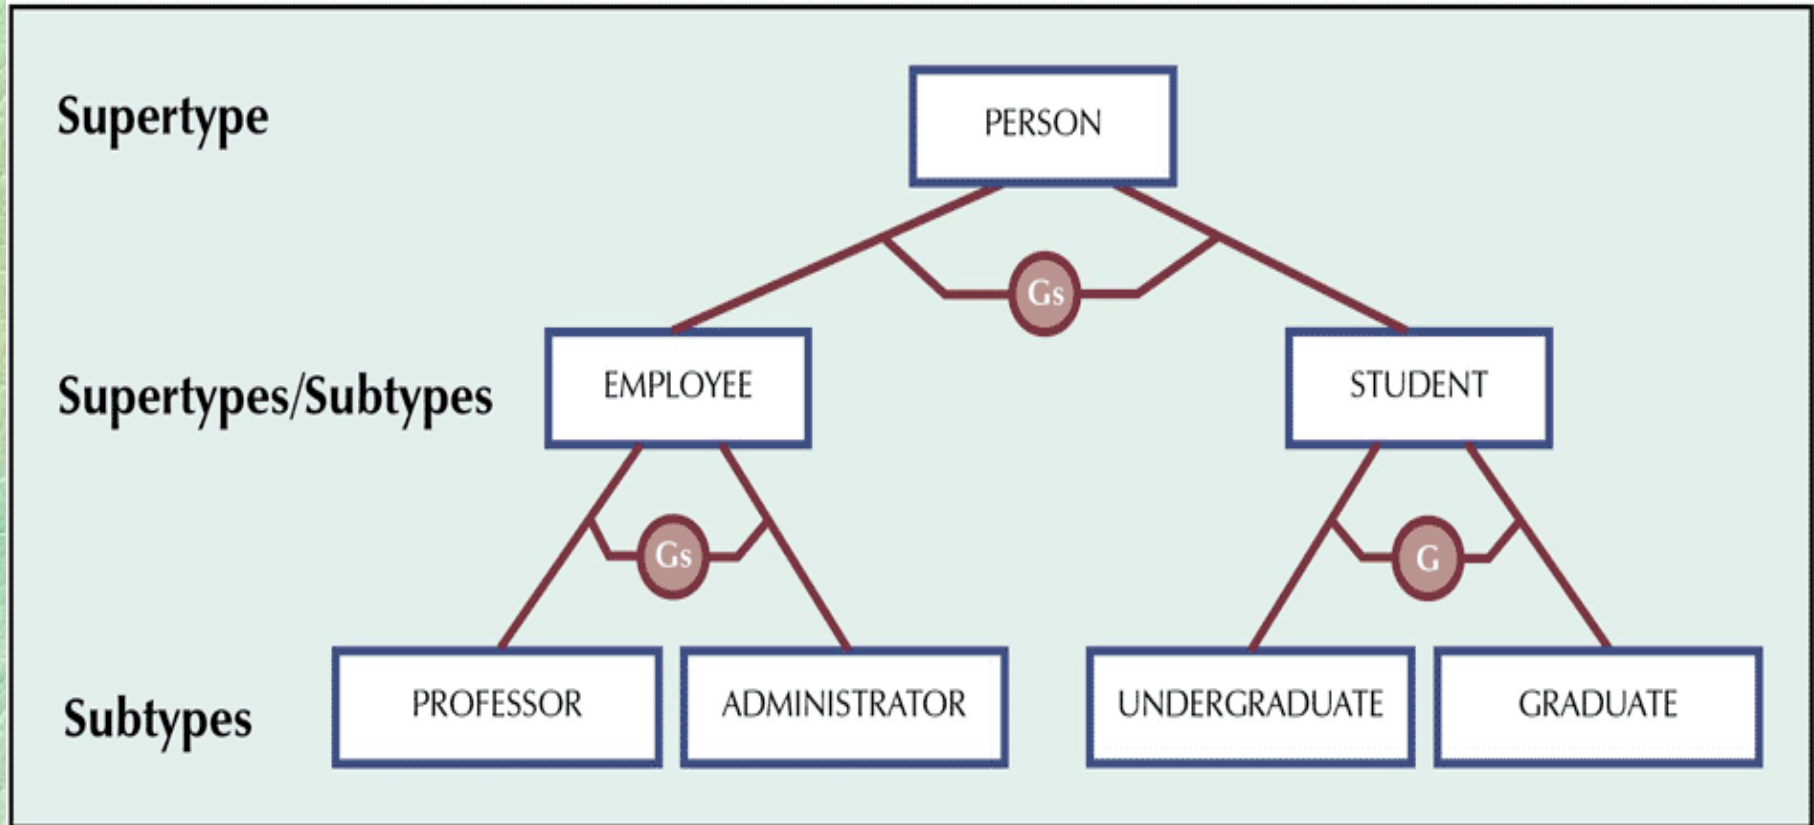 Supertype
PERSON
Gs
Supertypes/Subtypes
EMPLOYEE
STUDENT
Gs
G
Subtypes
PROFESSOR
ADMINISTRATOR
UNDERGRADUATE
GRADUATE